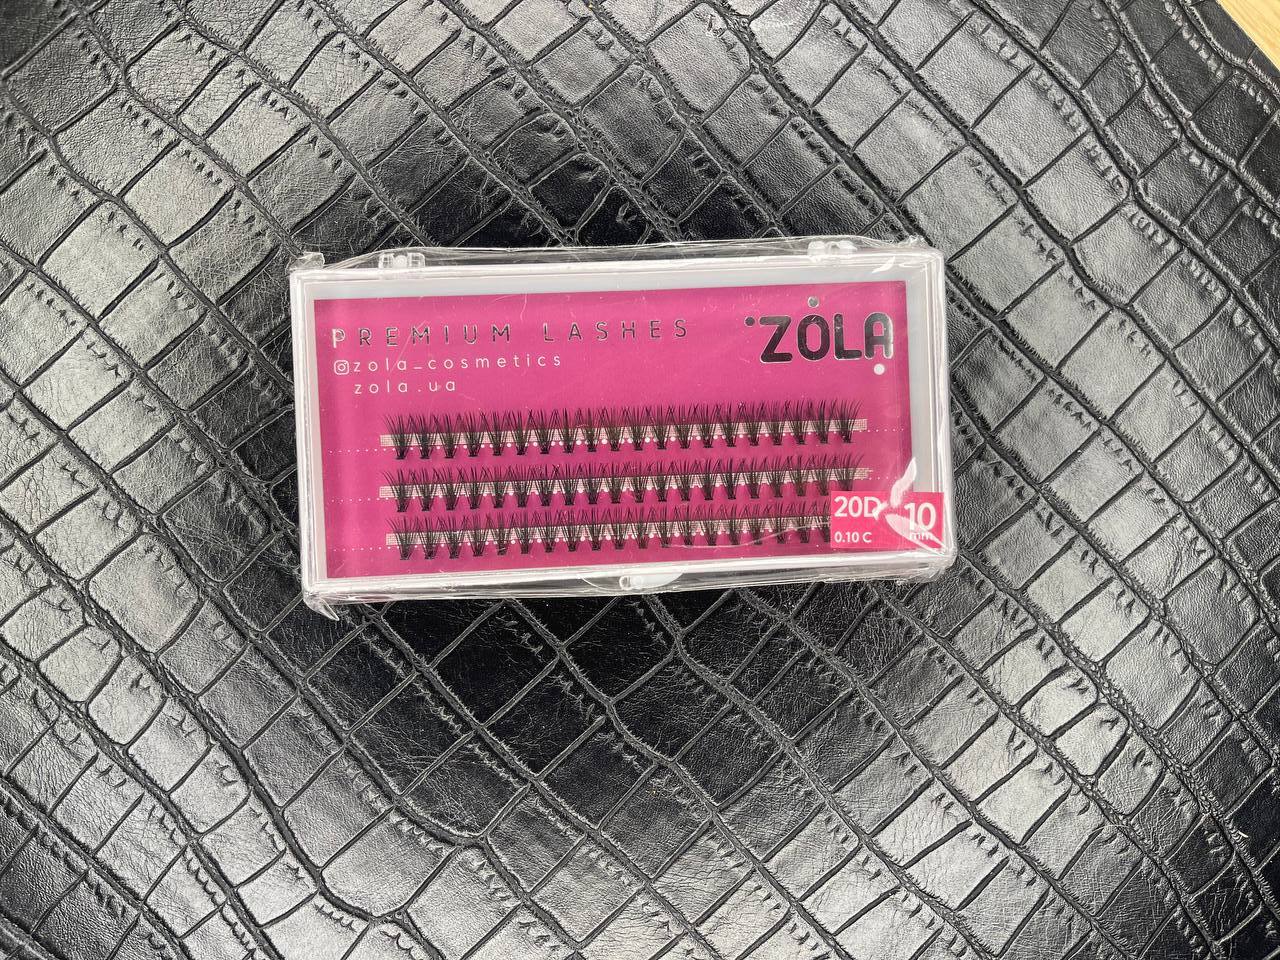 PREMIUM LASHES
ZOLA
zola_cosmetics
zola.ua
20D
10
0.10 C
mm